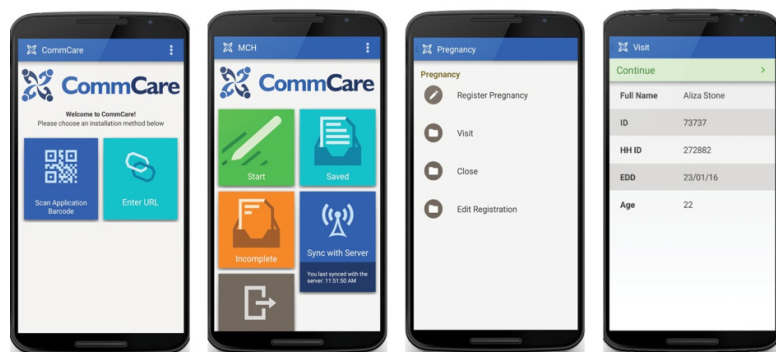 CommCare
CommCare
Welcome to CommCare!
Please choose an installation method below
Scan Application
Barcode
Enter URL
MCH
CommCare
Start
Saved
Incomplete
Sync with Server
You last synced with the
server: 11:51:50 AM
Pregnancy
Pregnancy
Register Pregnancy
Visit
Close
Edit Registration
Visit
Continue
Full Name Aliza Stone
ID 73737
HH ID 272882
EDD 23/01/16
Age 22